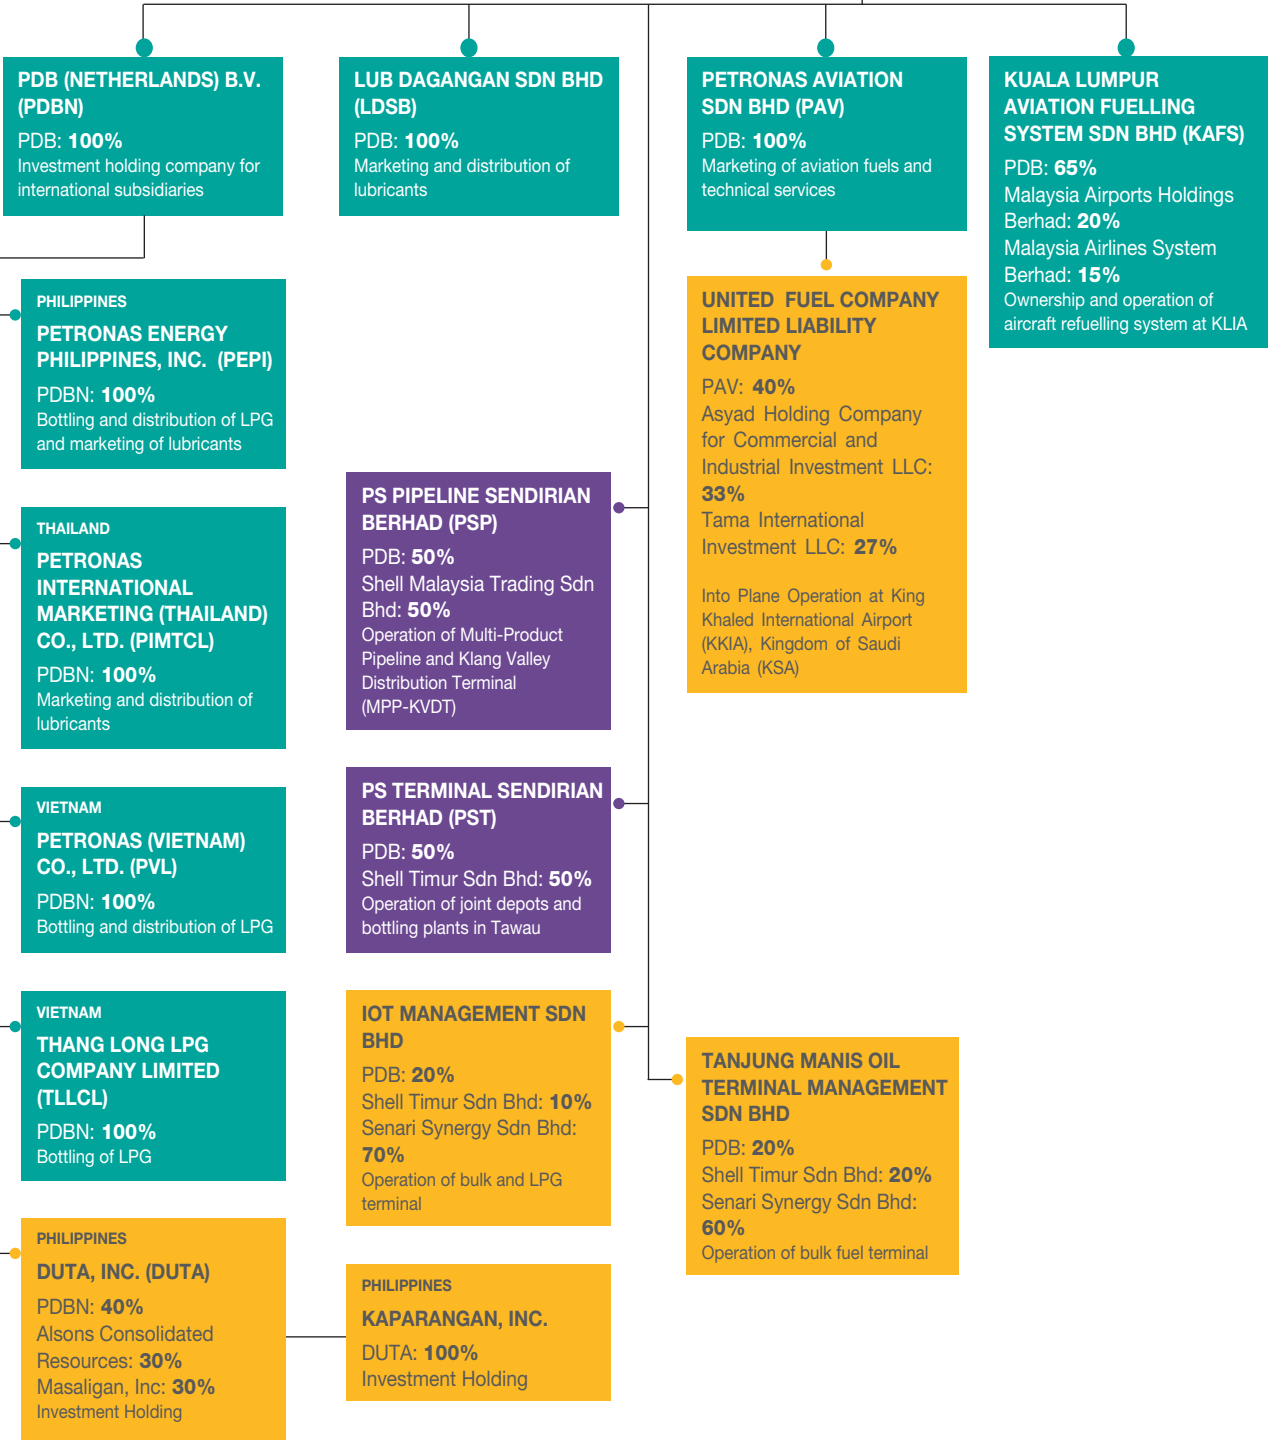 PDB (NETHERLANDS) B.V.
(PDBN)
PDB: 100%
Investment holding company for
international subsidiaries
LUB DAGANGAN SDN BHD
(LDSB)
PDB: 100%
Marketing and distribution of
lubricants
PETRONAS AVIATION
SDN BHD (PAV)
PDB: 100%
Marketing of aviation fuels and
technical services
KUALA LUMPUR
AVIATION FUELLING
SYSTEM SDN BHD (KAFS)
PDB: 65%
Malaysia Airports Holdings
Berhad: 20%
Malaysia Airlines System
Berhad: 15%
Ownership and operation of
aircraft refuelling system at KLIA
PHILIPPINES
PETRONAS ENERGY
PHILIPPINES, INC. (PEPI)
PDBN: 100%
Bottling and distribution of LPG
and marketing of lubricants
THAILAND
PETRONAS
INTERNATIONAL
MARKETING (THAILAND)
CO., LTD. (PIMTCL)
PDBN: 100%
Marketing and distribution of
lubricants
VIETNAM
PETRONAS (VIETNAM)
CO., LTD. (PVL)
PDBN: 100%
Bottling and distribution of LPG
VIETNAM
THANG LONG LPG
COMPANY LIMITED
(TLLCL)
PDBN: 100%
Bottling of LPG
PHILIPPINES
DUTA, INC. (DUTA)
PDBN: 40%
Alsons Consolidated
Resources: 30%
Masaligan, Inc: 30%
Investment Holding
PS PIPELINE SENDIRIAN
BERHAD (PSP)
PDB: 50%
Shell Malaysia Trading Sdn
Bhd: 50%
Operation of Multi-Product
Pipeline and Klang Valley
Distribution Terminal
(MPP-KVDT)
PS TERMINAL SENDIRIAN
BERHAD (PST)
PDB: 50%
Shell Timur Sdn Bhd: 50%
Operation of joint depots and
bottling plants in Tawau
IOT MANAGEMENT SDN
BHD
PDB: 20%
Shell Timur Sdn Bhd: 10%
Senari Synergy Sdn Bhd:
70%
Operation of bulk and LPG
terminal
PHILIPPINES
KAPARANGAN, INC.
DUTA: 100%
Investment Holding
UNITED FUEL COMPANY
LIMITED LIABILITY
COMPANY
PAV: 40%
Asyad Holding Company
for Commercial and
Industrial Investment LLC:
33%
Tama International
Investment LLC: 27%
Into Plane Operation at King
Khaled International Airport
(KKIA), Kingdom of Saudi
Arabia (KSA)
TANJUNG MANIS OIL
TERMINAL MANAGEMENT
SDN BHD
PDB: 20%
Shell Timur Sdn Bhd: 20%
Senari Synergy Sdn Bhd:
60%
Operation of bulk fuel terminal